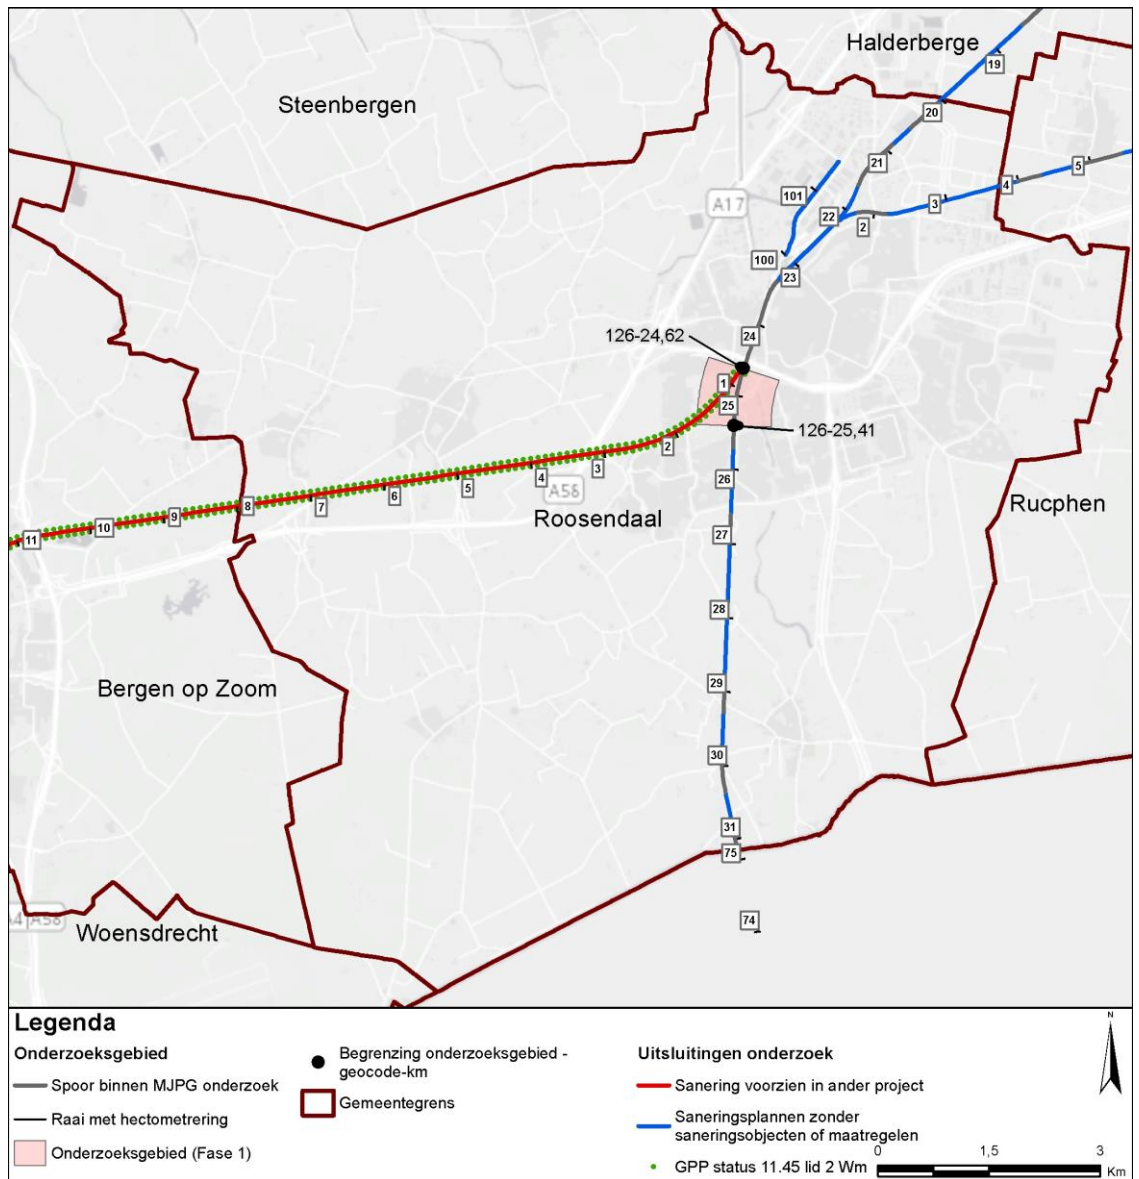 Halderberge
19
Steenbergen
20
21
5
4
101
A17
3
22
2
100
23
24
126-24,62
1
25
126-25,41
2
3
26
4
5
A58
6
7
Roosendaal
Rucphen
8
9
10
27
11
28
29
Bergen op Zoom
30
31
75
74
A4 A58
Woensdrecht
Legenda
Onderzoeksgebied
Spoor binnen MJPG onderzoek
Raai met hectometrering
Onderzoeksgebied (Fase 1)
Begrenzing onderzoeksgebied -
geocode-km
Gemeentegrens
Uitsluitingen onderzoek
Sanering voorzien in ander project
Saneringsplannen zonder
saneringsobjecten of maatregelen
GPP status 11.45 lid 2 Wm
N
0 1,5 3
Km